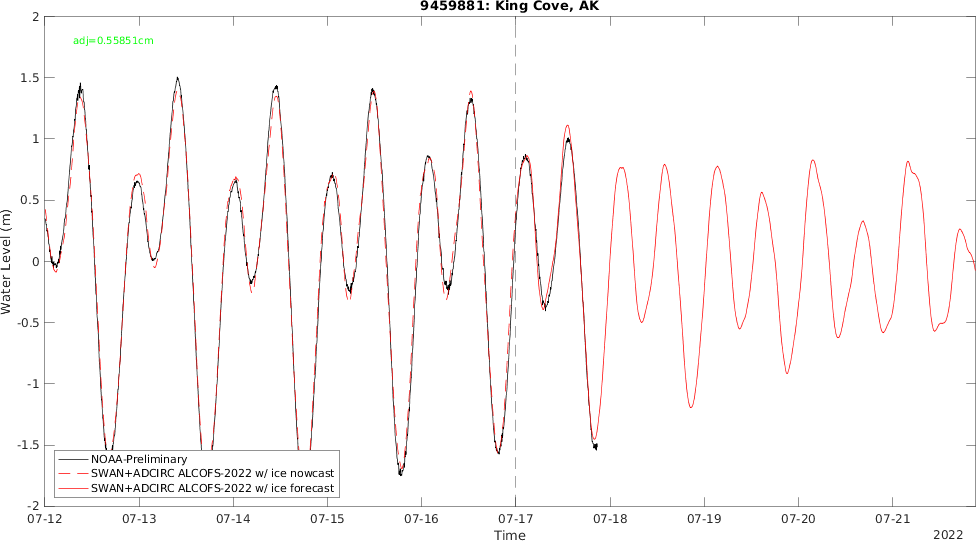 9459881: King Cove, AK
adj=0.55851cm
2
1.5
1
0.5
0
-0.5
-1
-1.5
-2
Water Level (m)
NOAA-Preliminary
SWAN+ADCIRC ALCOFS-2022 w/ ice nowcast
SWAN+ADCIRC ALCOFS-2022 w/ ice forecast
07-12 07-13 07-14 07-15 07-16 07-17 07-18 07-19 07-20 07-21
Time
2022